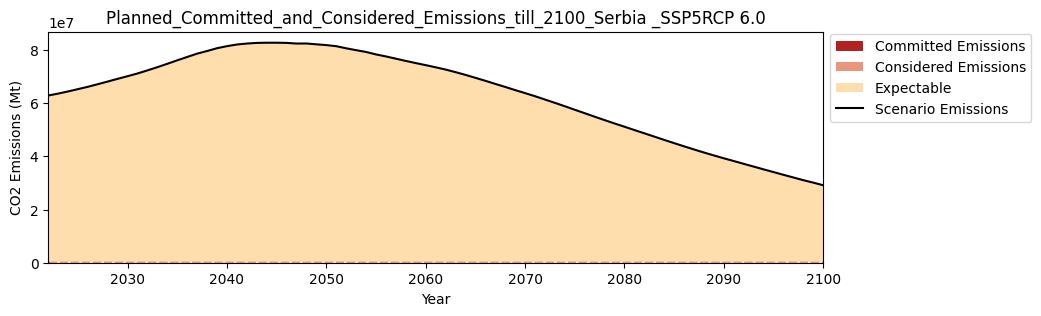 Planned_Committed_and_Considered_Emissions_till_2100_Serbia _SSP5RCP 6.0
1e7
CO2 Emissions (Mt)
8
6
4
2
0
2030 2040 2050 2060 2070 2080 2090 2100
Year
Committed Emissions
Considered Emissions
Expectable
Scenario Emissions